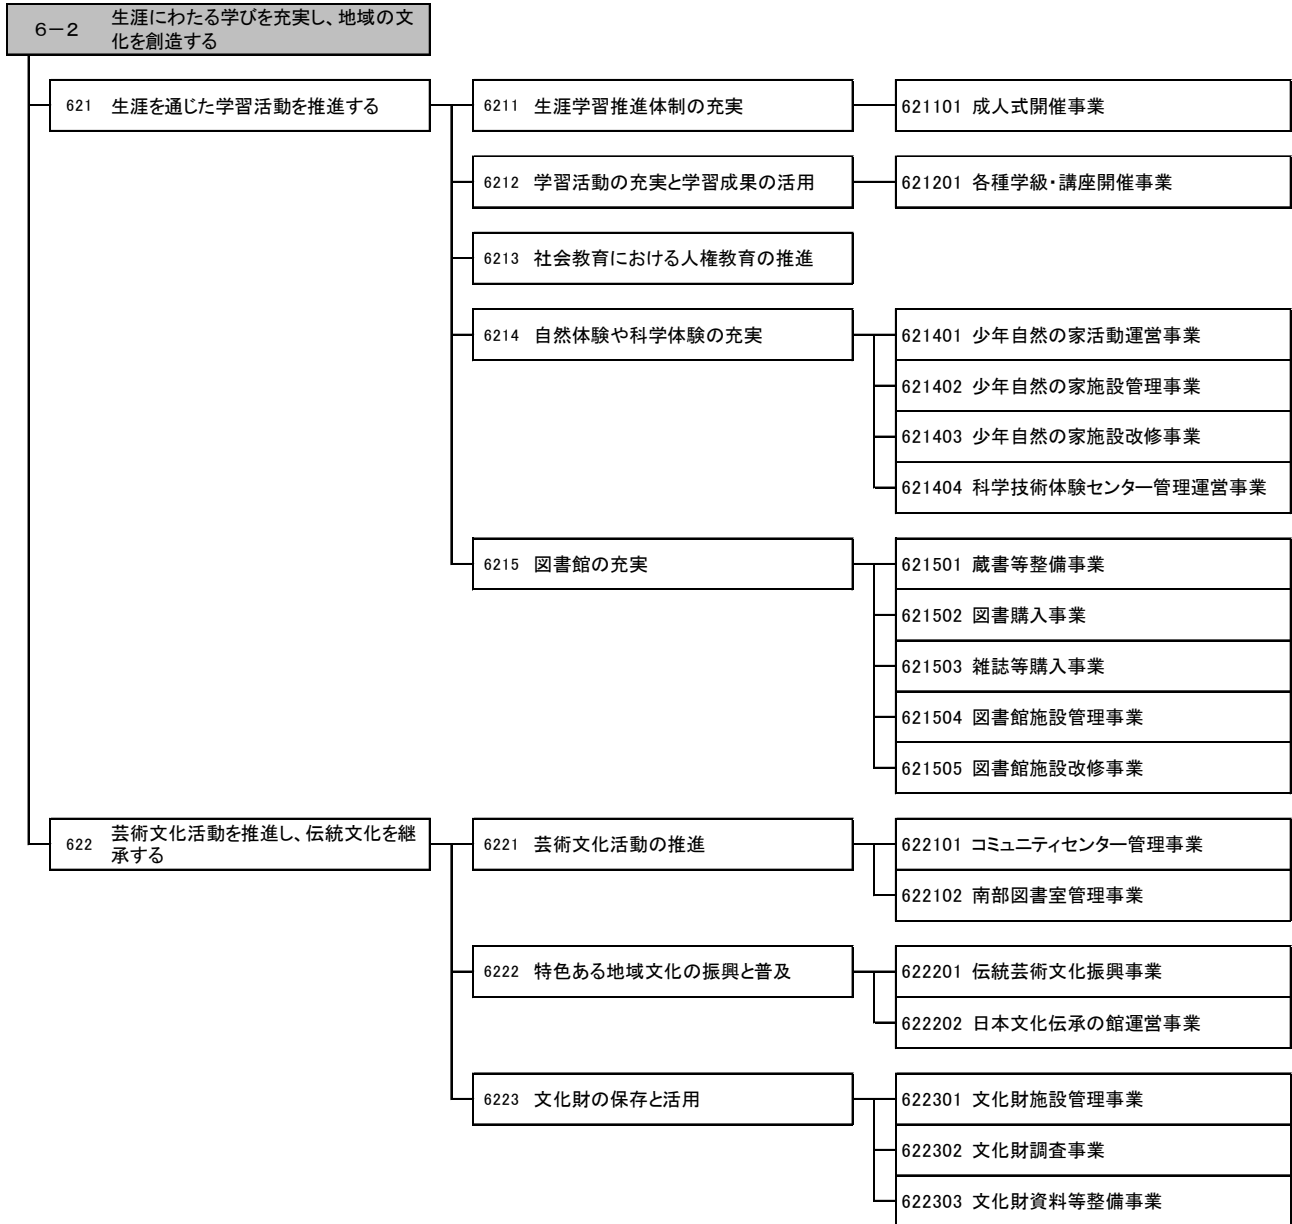 6－2 生涯にわたる学びを充実し、地域の文
化を創造する
621 生涯を通じた学習活動を推進する
6211 生涯学習推進体制の充実
621101 成人式開催事業
6212 学習活動の充実と学習成果の活用
621201 各種学級・講座開催事業
6213 社会教育における人権教育の推進
6214 自然体験や科学体験の充実
621401 少年自然の家活動運営事業
621402 少年自然の家施設管理事業
621403 少年自然の家施設改修事業
621404 科学技術体験センター管理運営事業
6215 図書館の充実
621501 蔵書等整備事業
621502 図書購入事業
621503 雑誌等購入事業
621504 図書館施設管理事業
621505 図書館施設改修事業
622 芸術文化活動を推進し、伝統文化を継
承する
6221 芸術文化活動の推進
622101 コミュニティセンター管理事業
622102 南部図書室管理事業
6222 特色ある地域文化の振興と普及
622201 伝統芸術文化振興事業
622202 日本文化伝承の館運営事業
6223 文化財の保存と活用
622301 文化財施設管理事業
622302 文化財調査事業
622303 文化財資料等整備事業